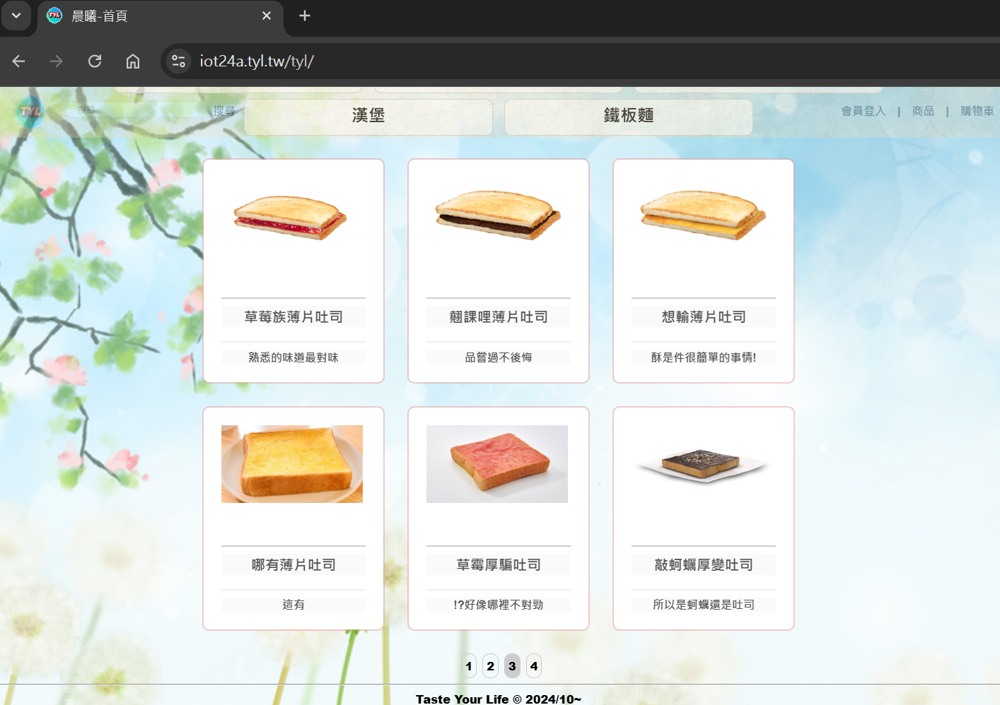 晨曦-首頁
iot24a.tyl.tw/tyl/
TYL
搜尋 搜尋
漢堡
鐵板麵
會員登入 | 商品 | 購物車
草莓族薄片吐司
翹課哩薄片吐司
想輸薄片吐司
熟悉的味道最對味
品嘗過不後悔
酥是件很簡單的事情!
哪有薄片吐司
草霉厚騙吐司
敲蚵蠣厚變吐司
這有
!?好像哪裡不對勁
所以是蚵蠣還是吐司
1 2 3 4
Taste Your Life © 2024/10~